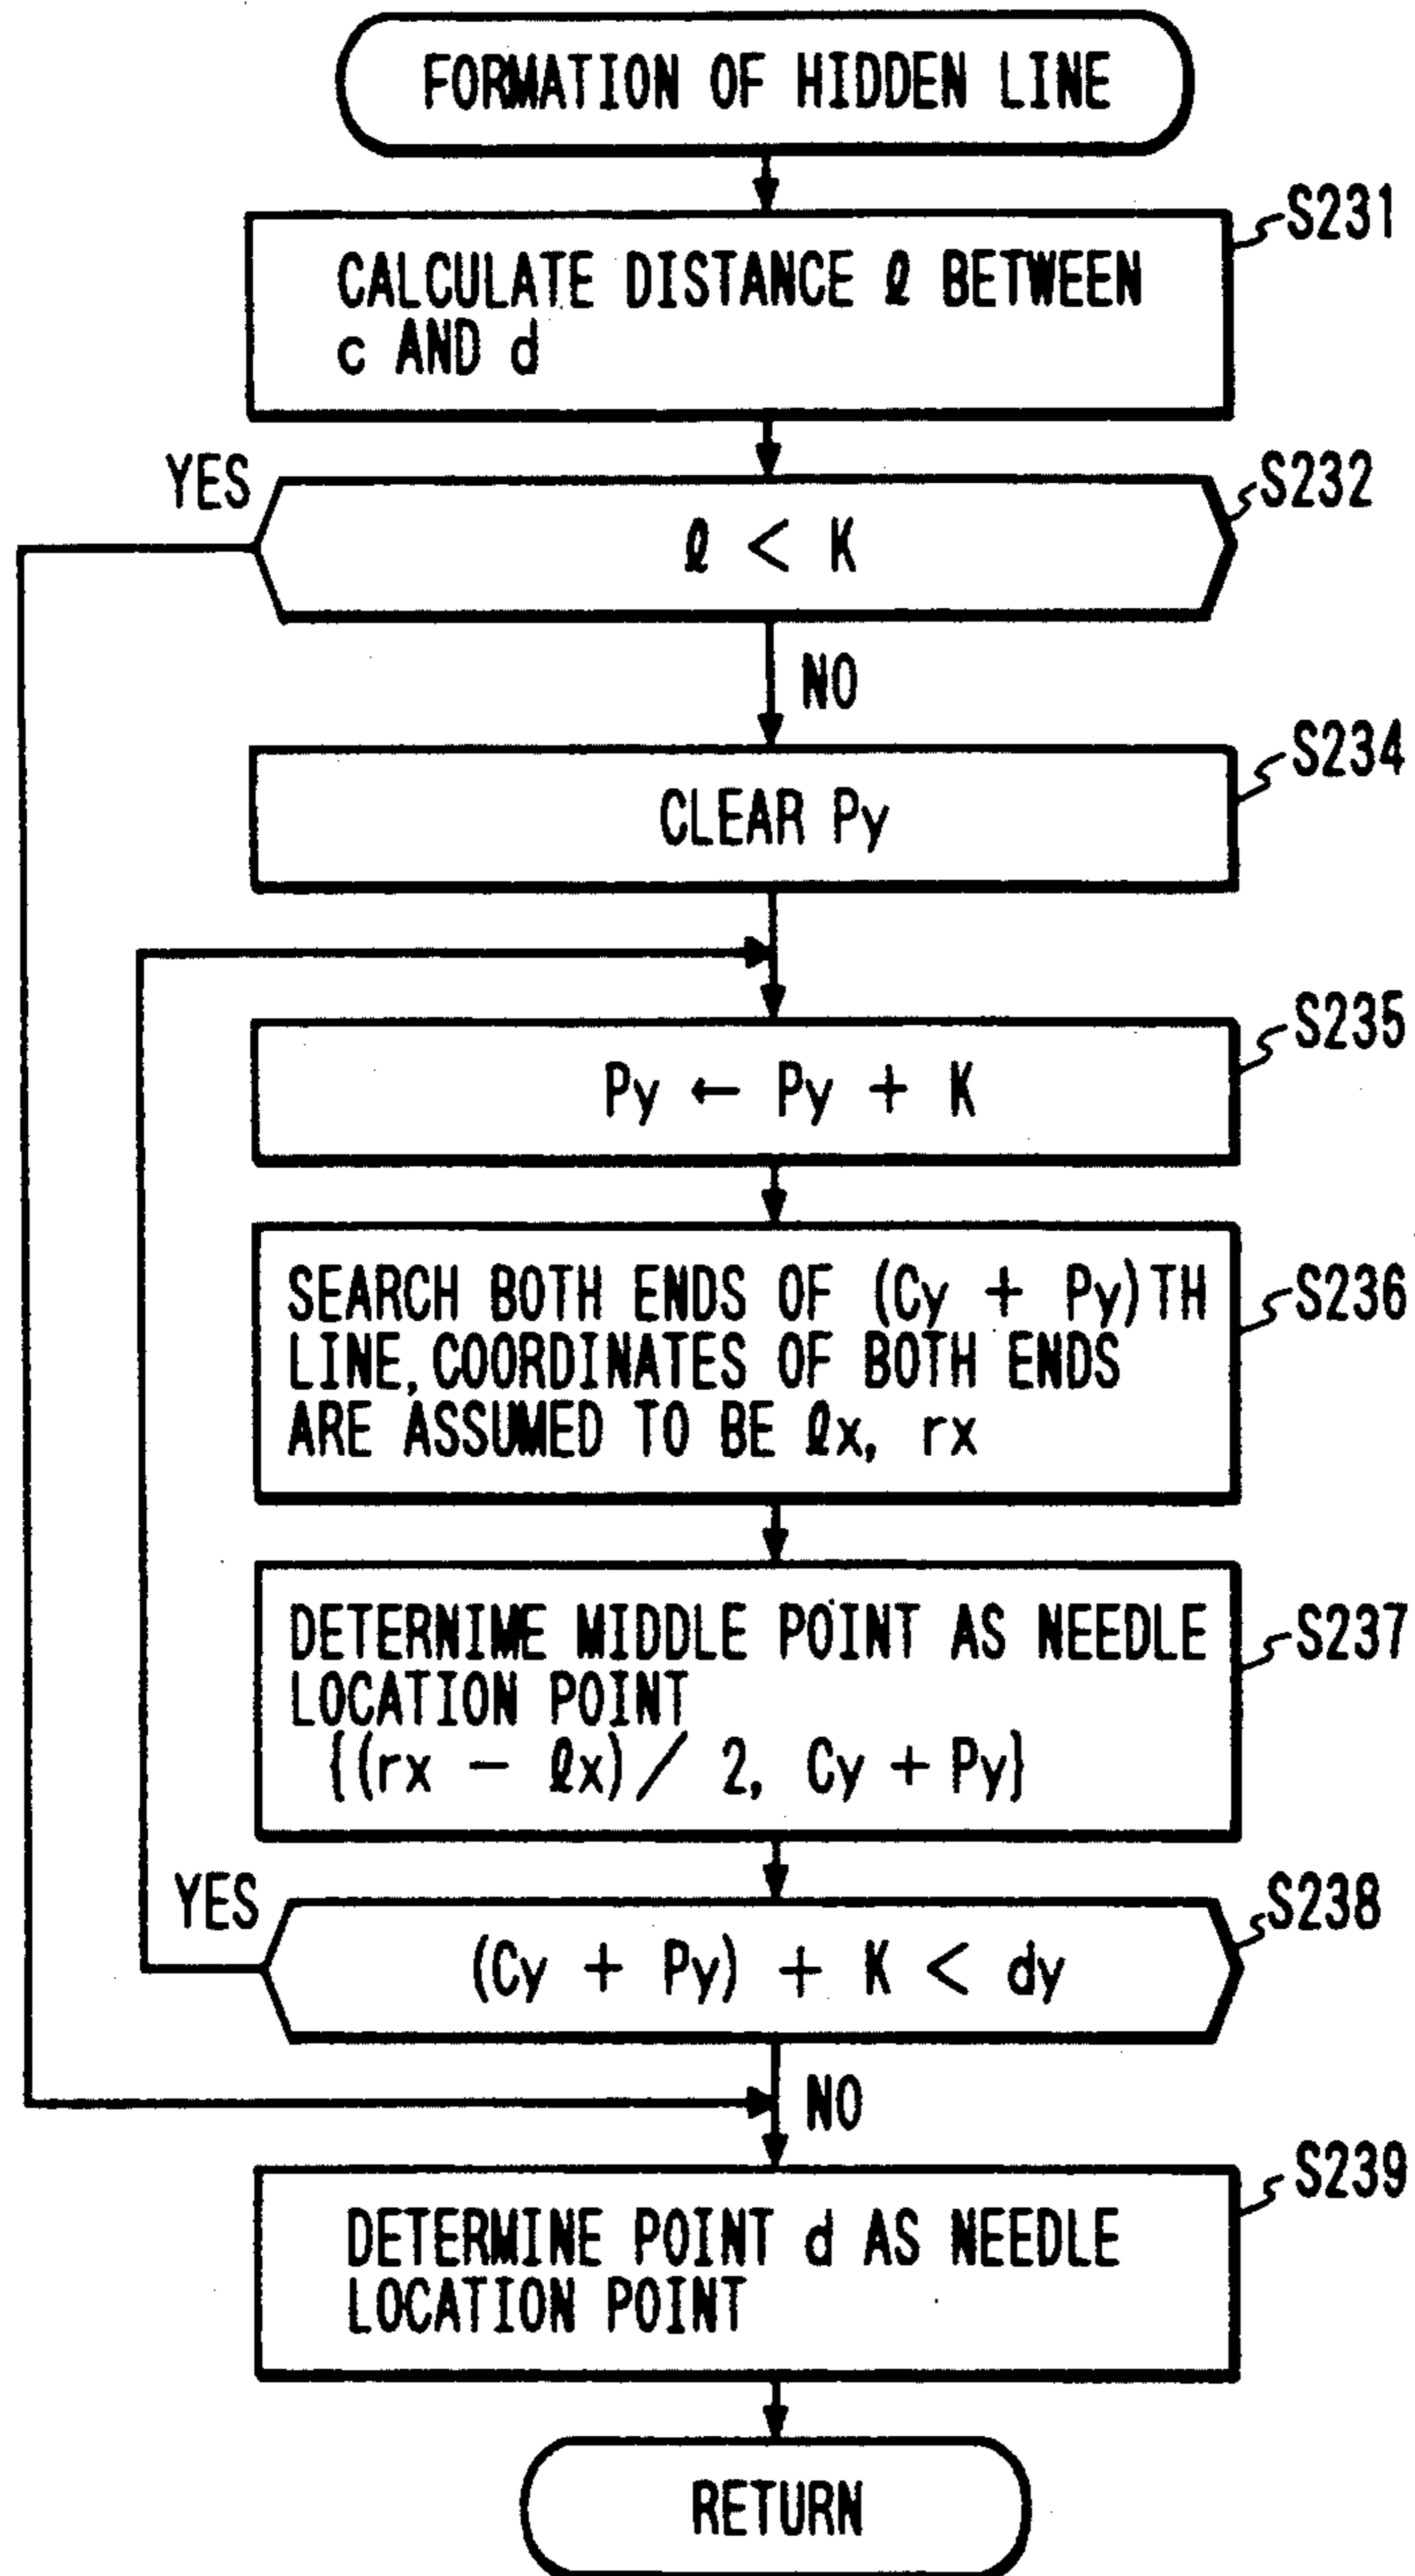 FORMATION OF HIDDEN LINE
S231
CALCULATE DISTANCE ℓ BETWEEN
c AND d
YES
S232
ℓ < K
NO
S234
CLEAR Py
S235
Py ← Py + K
S236
SEARCH BOTH ENDS OF (Cy + Py)TH
LINE, COORDINATES OF BOTH ENDS
ARE ASSUMED TO BE ℓx, rx
S237
DETERNIME MIDDLE POINT AS NEEDLE
LOCATION POINT
{(rx - ℓx)/ 2, Cy + Py}
YES
S238
(Cy + Py) + K < dy
NO
S239
DETERMINE POINT d AS NEEDLE
LOCATION POINT
RETURN